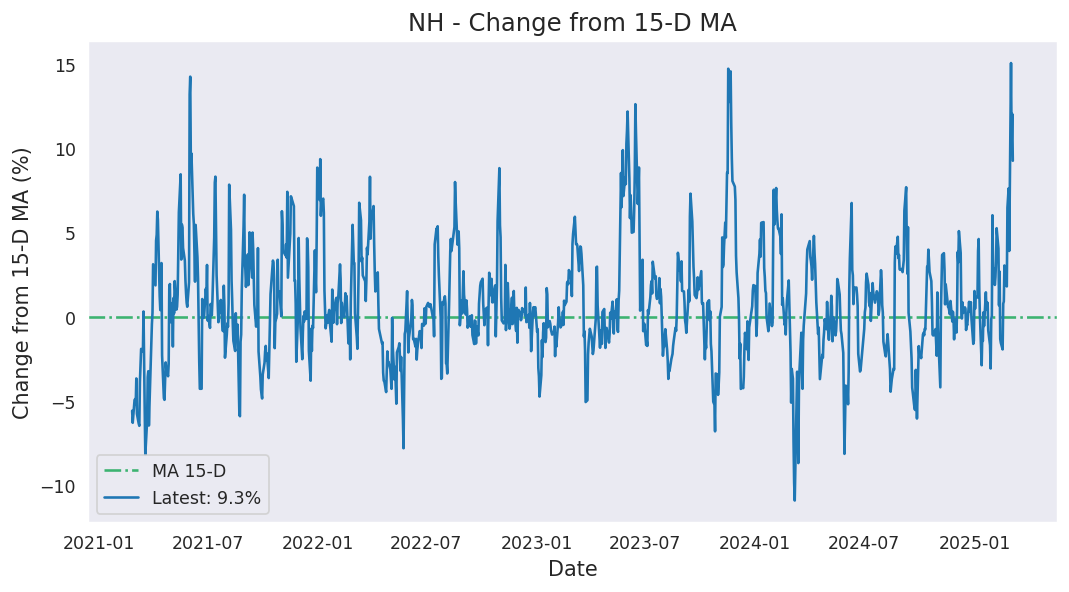 NH - Change from 15-D MA
Change from 15-D MA (%)
15
10
5
0
−5
−10
MA 15-D
Latest: 9.3%
2021-01 2021-07 2022-01 2022-07 2023-01 2023-07 2024-01 2024-07 2025-01
Date